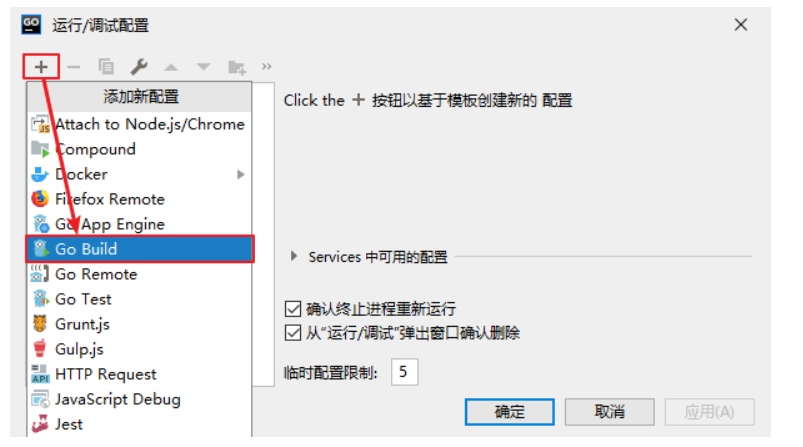 GO 运行/调试配置
添加新配置
Attach to Node.js/Chrome
Compound
Docker
Firefox Remote
Go App Engine
Go Build
Go Remote
Go Test
Grunt.js
Gulp.js
API HTTP Request
JavaScript Debug
Jest
Click the + 按钮以基于模板创建新的 配置
Services 中可用的配置
确认终止进程重新运行
从“运行/调试”弹出窗口确认删除
临时配置限制: 5
确定 取消 应用(A)